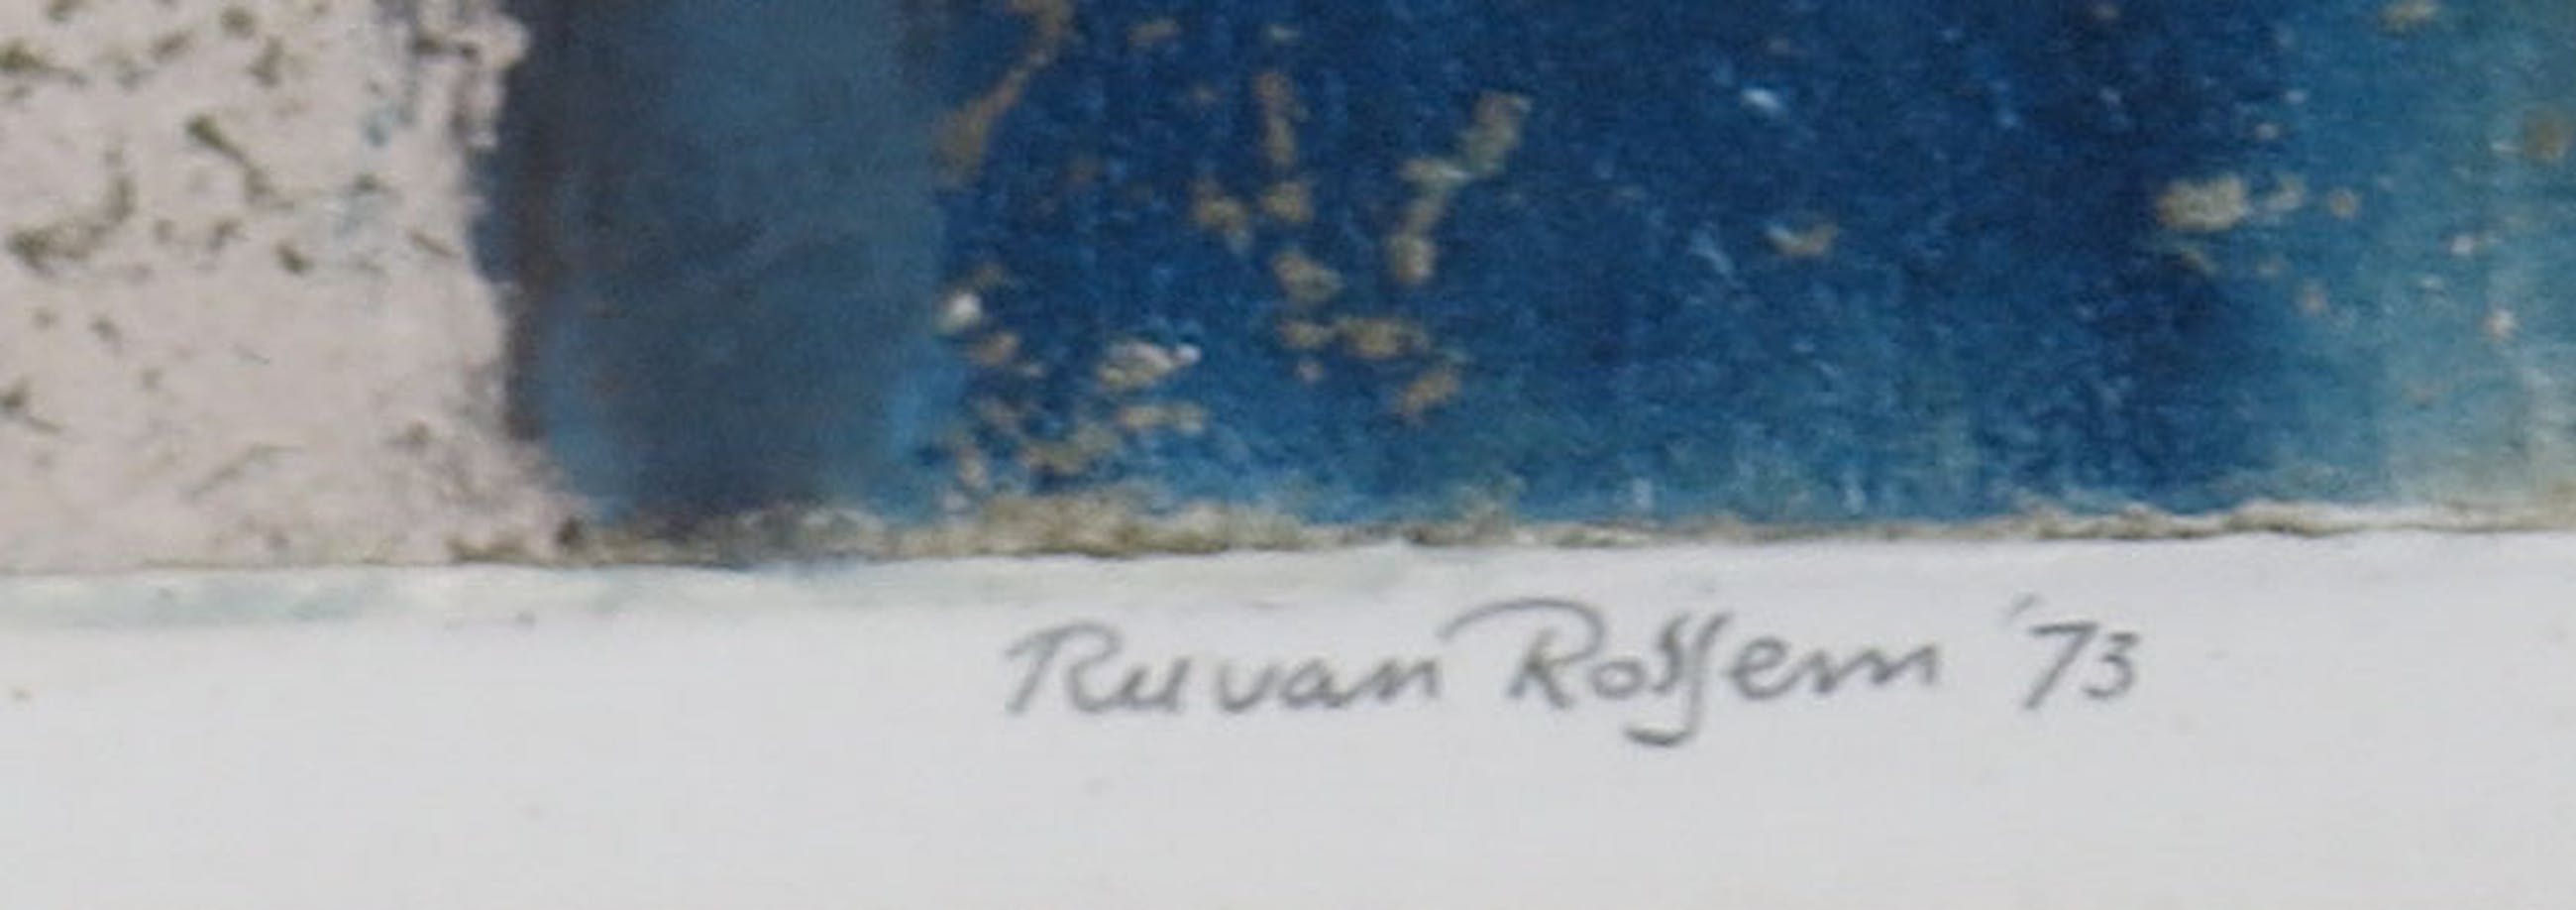 Ru van Rossem '73